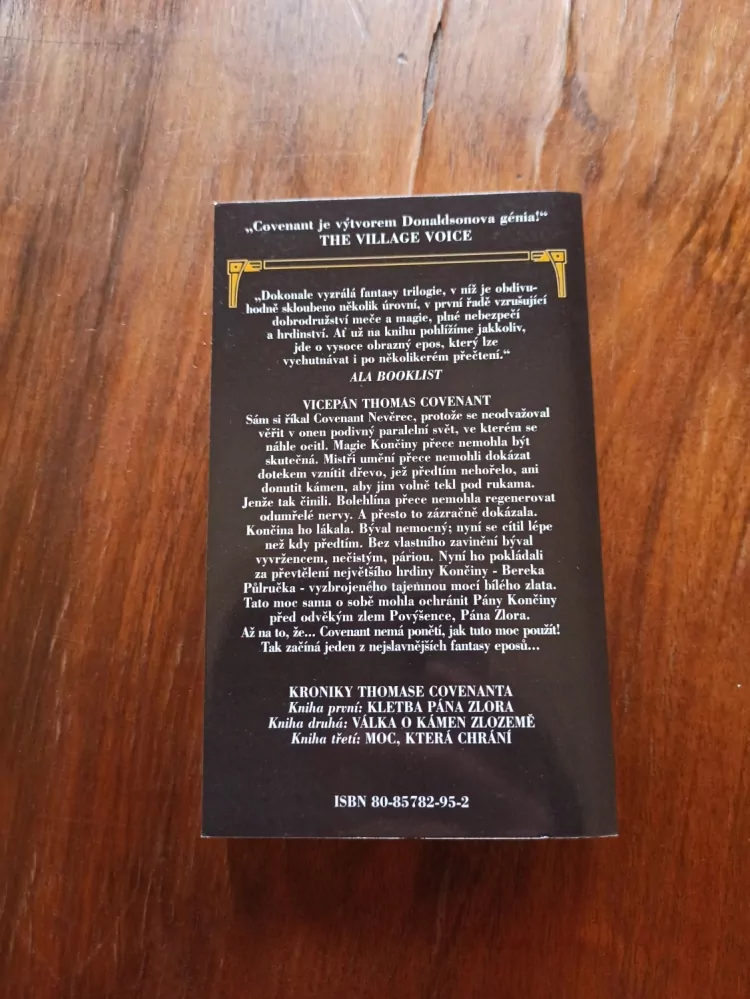 „Covenant je výtvorem Donaldsonova génia!“
THE VILLAGE VOICE
„Dokonale vyzrálá fantasy trilogie, v níž je obdivu-
hodně skloubeno několik úrovní, v první řadě vzrušující
dobrodružství meče a magie, plné nebezpečí
a hrdinství. Ať už na knihu pohlížíme jakkoliv,
jde o vysoce obrazný epos, který lze
vychutnávat i po několikerém přečtení.“
ALA BOOKLIST
VICEPÁN THOMAS COVENANT
Sám si říkal Covenant Nevěrec, protože se neodvažoval
věřit v onen podivný paralelní svět, ve kterém se
náhle ocitl. Magie Končiny přece nemohla být
skutečná. Mistři umění přece nemohli dokázat
dotekem vznítit dřevo, jež předtím nehořelo, ani
donutit kámen, aby jim volně tekl pod rukama.
Jenže tak činili. Bolehlína přece nemohla regenerovat
odumřelé nervy. A přesto to zázračně dokázala.
Končina ho lákala. Býval nemocný; nyní se cítil lépe
než kdy předtím. Bez vlastního zavinění býval
vyvržencem, nečistým, páriou. Nyní ho pokládali
za převtělení největšího hrdiny Končiny - Bereka
Půlručka - vyzbrojeného tajemnou mocí bílého zlata.
Tato moc sama o sobě mohla ochránit Pány Končiny
před odvěkým zlem Povýšence, Pána Zlora.
Až na to, že... Covenant nemá ponětí, jak tuto moc použít!
Tak začíná jeden z nejslavnějších fantasy eposů...
KRONIKY THOMASE COVENANTA
Kniha první: KLETBA PÁNA ZLORA
Kniha druhá: VÁLKA O KÁMEN ZLOZEMĚ
Kniha třetí: MOC, KTERÁ CHRÁNÍ
ISBN 80-85782-95-2